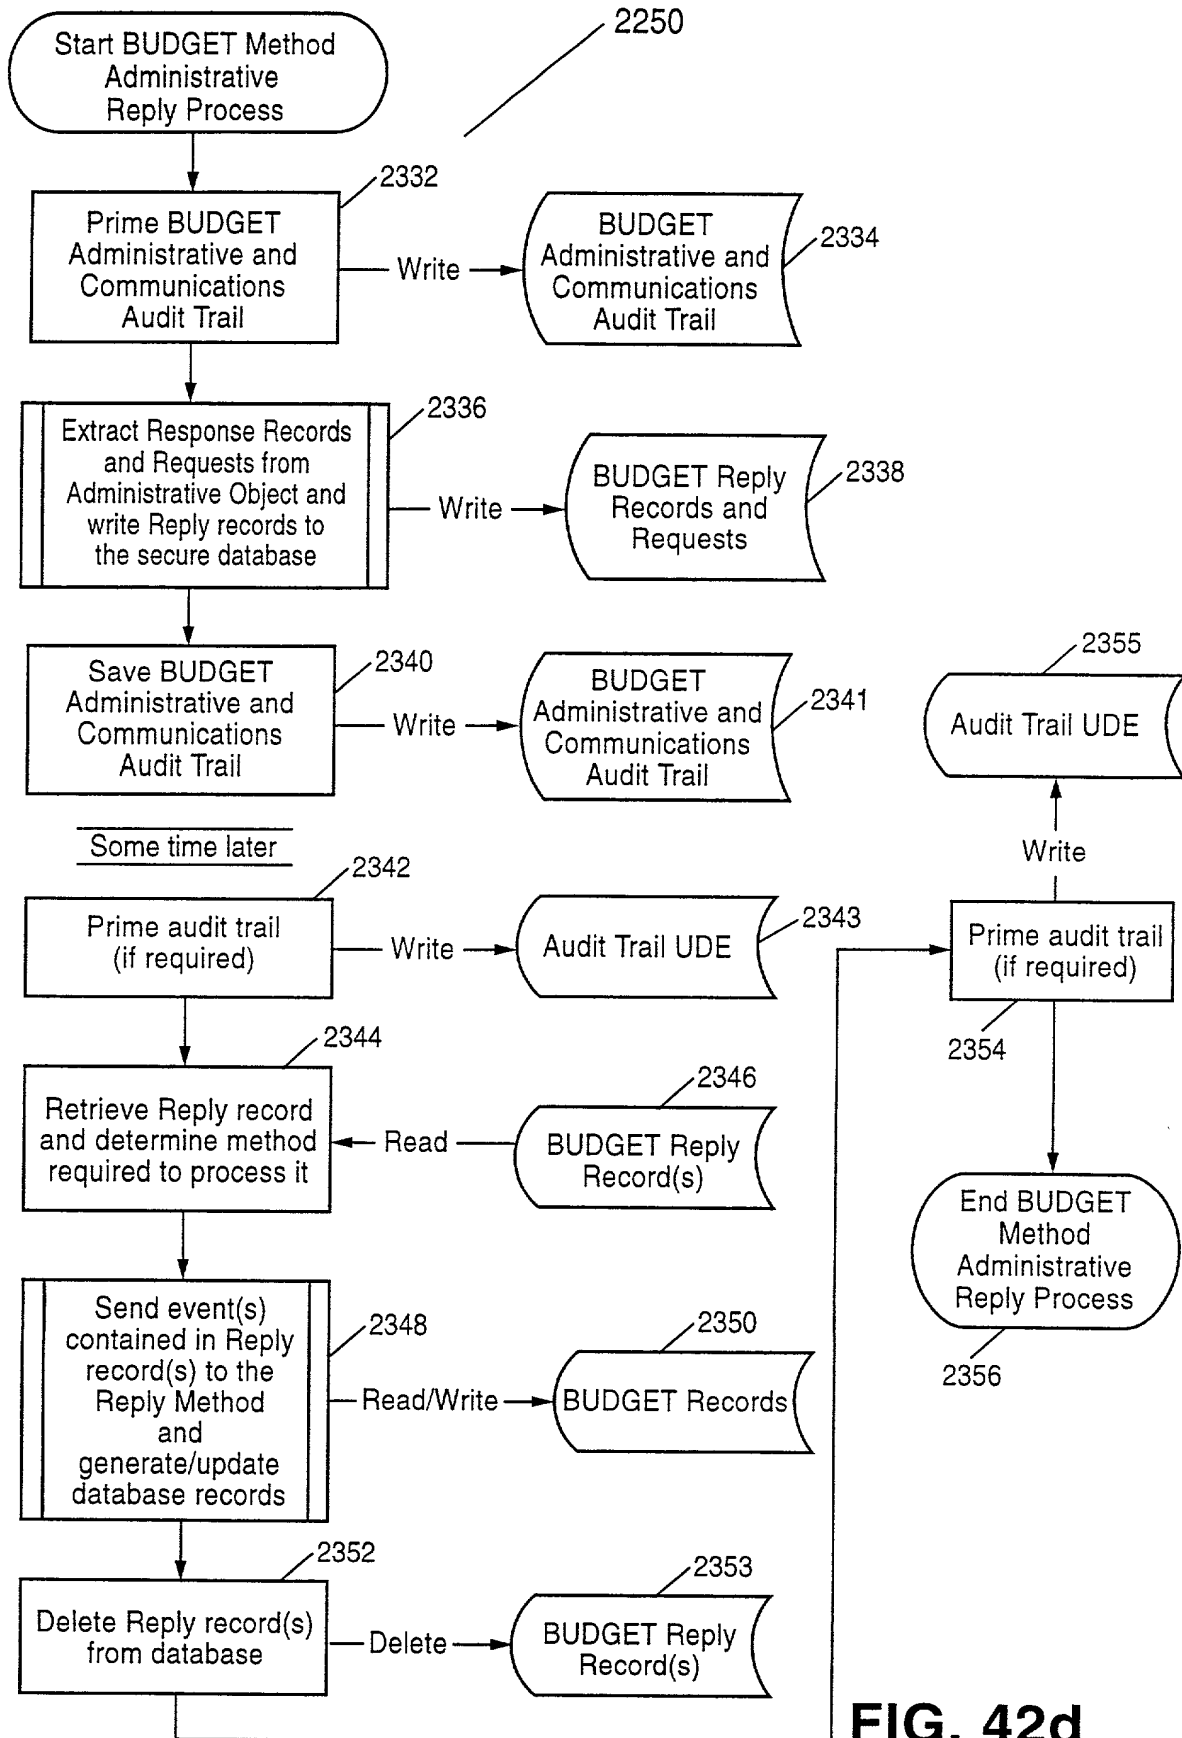 2250
Start BUDGET Method
Administrative
Reply Process
2332
Prime BUDGET
Administrative and
Communications
Audit Trail
Write
BUDGET
Administrative and
Communications
Audit Trail
2334
2336
Extract Response Records
and Requests from
Administrative Object and
write Reply records to
the secure database
Write
BUDGET Reply
Records and
Requests
2338
2340
Save BUDGET
Administrative and
Communications
Audit Trail
Write
BUDGET
Administrative and
Communications
Audit Trail
2341
Some time later
2342
Prime audit trail
(if required)
Write
Audit Trail UDE
2343
2344
Retrieve Reply record
and determine method
required to process it
Read
2346
BUDGET Reply
Record(s)
2348
Send event(s)
contained in Reply
record(s) to the
Reply Method
and
generate/update
database records
Read/Write
2350
BUDGET Records
2352
Delete Reply record(s)
from database
Delete
2353
BUDGET Reply
Record(s)
2355
Audit Trail UDE
Write
Prime audit trail
(if required)
2354
End BUDGET
Method
Administrative
Reply Process
2356
FIG. 42d